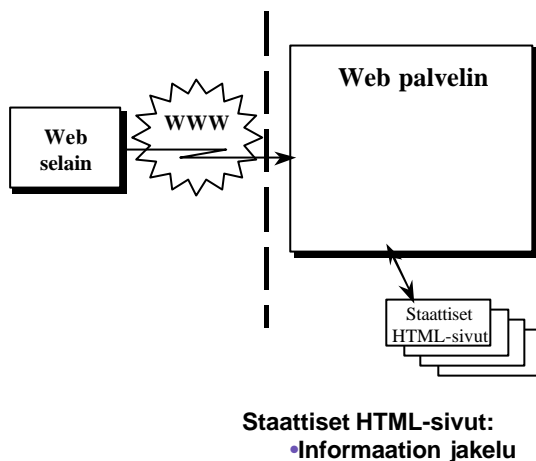 Web palvelin
WWW
Web
selain
Staattiset
HTML-sivut
Staattiset HTML-sivut:
•Informaation jakelu